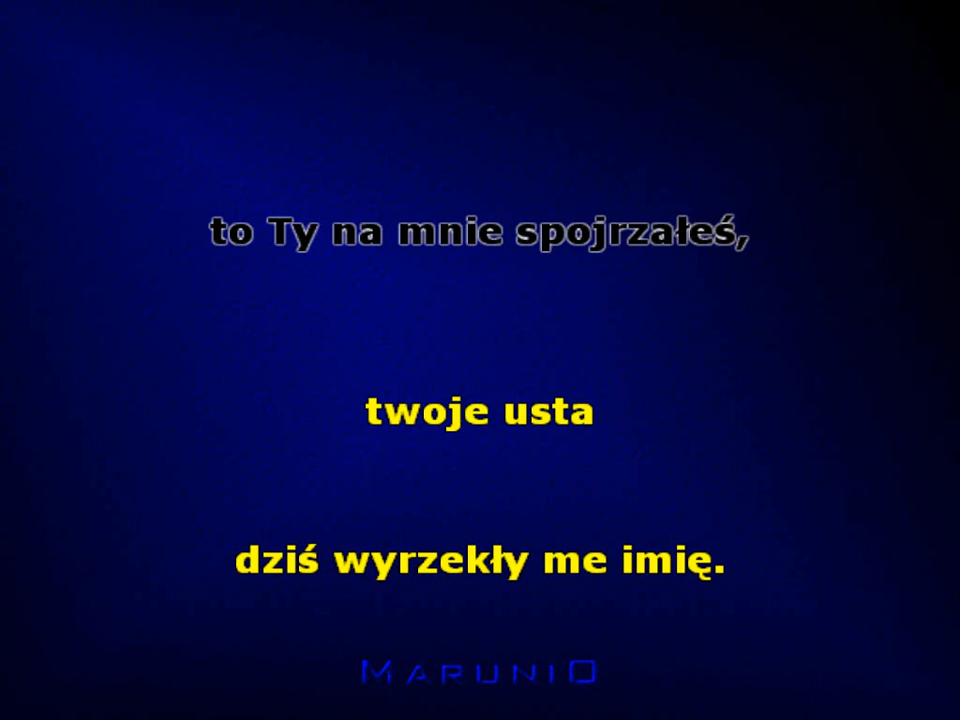 to Ty na mnie spojrzałeś,
twoje usta
dziś wyrzekły me imię.
MARUNIO